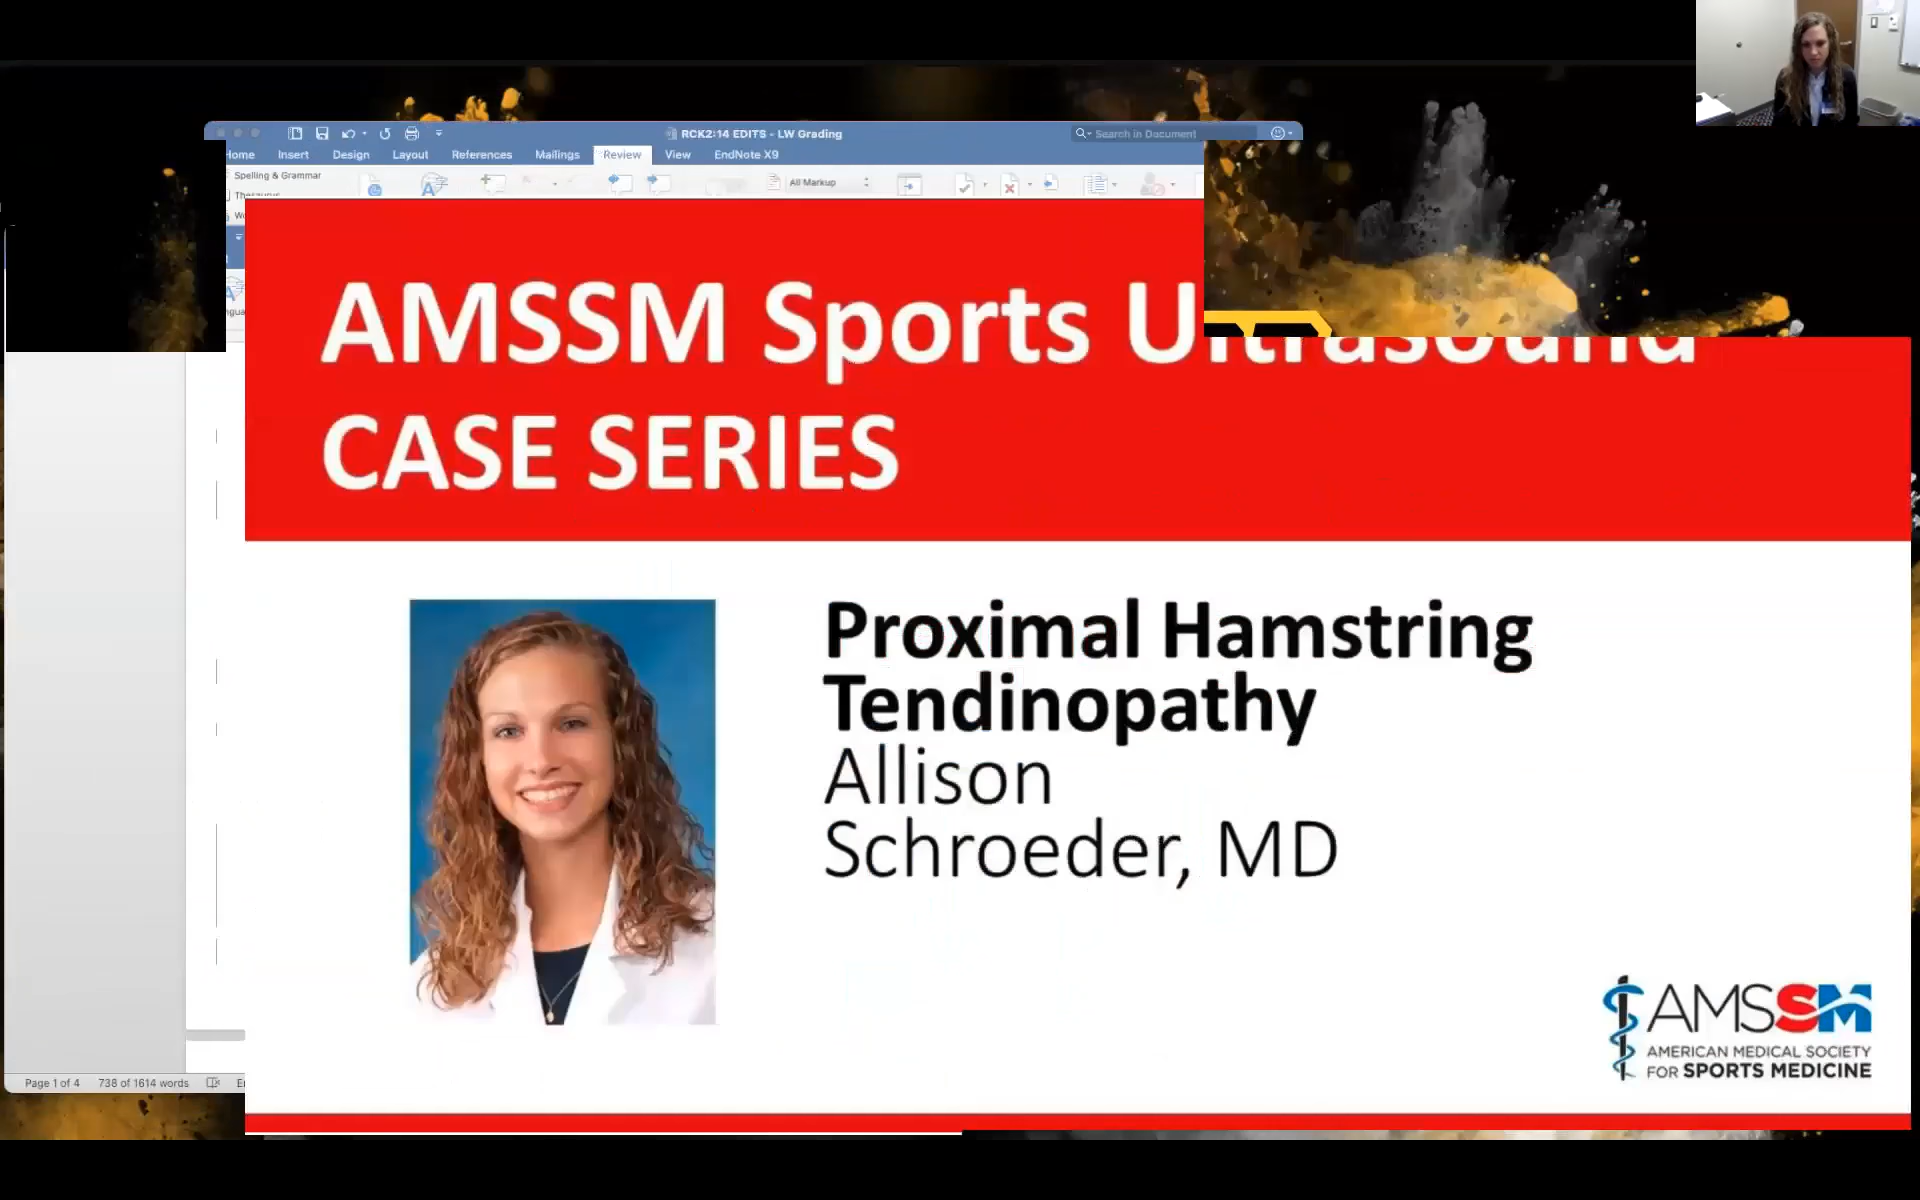 RCK2:14 EDITS - LW Grading
Search in Document
Home Insert Design Layout References Mailings Review View EndNote X9
Spelling & Grammar
All Markup
AMSSM Sports Ultrasound
CASE SERIES
Proximal Hamstring
Tendinopathy
Allison
Schroeder, MD
AMSSM
AMERICAN MEDICAL SOCIETY
FOR SPORTS MEDICINE
Page 1 of 4 738 of 1614 words